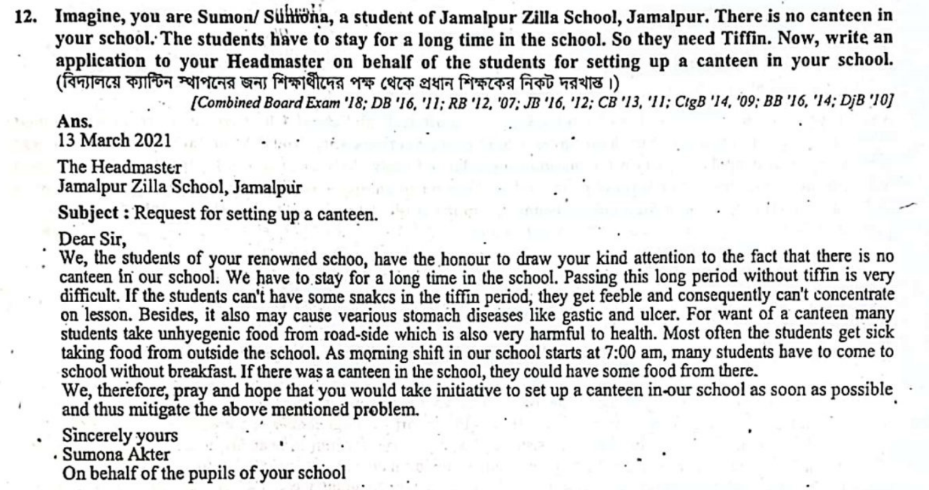 12. Imagine, you are Sumon/ Sumona, a student of Jamalpur Zilla School, Jamalpur. There is no canteen in
your school. The students have to stay for a long time in the school. So they need Tiffin. Now, write an
application to your Headmaster on behalf of the students for setting up a canteen in your school.
(বিদ্যালয়ে ক্যান্টিন স্থাপনের জন্য শিক্ষার্থীদের পক্ষ থেকে প্রধান শিক্ষকের নিকট দরখাস্ত।)
[Combined Board Exam '18; DB '16, '11; RB '12, '07; JB '16, '12; CB '13, '11; CtgB '14, '09; BB '16, '14; DjB '10]
Ans.
13 March 2021
The Headmaster
Jamalpur Zilla School, Jamalpur
Subject : Request for setting up a canteen.
Dear Sir,
We, the students of your renowned schoo, have the honour to draw your kind attention to the fact that there is no
canteen in our school. We have to stay for a long time in the school. Passing this long period without tiffin is very
difficult. If the students can't have some snakcs in the tiffin period, they get feeble and consequently can't concentrate
on lesson. Besides, it also may cause vearious stomach diseases like gastic and ulcer. For want of a canteen many
students take unhyegenic food from road-side which is also very harmful to health. Most often the students get sick
taking food from outside the school. As morning shift in our school starts at 7:00 am, many students have to come to
school without breakfast. If there was a canteen in the school, they could have some food from there.
We, therefore, pray and hope that you would take initiative to set up a canteen in our school as soon as possible
and thus mitigate the above mentioned problem.
Sincerely yours
Sumona Akter
On behalf of the pupils of your school